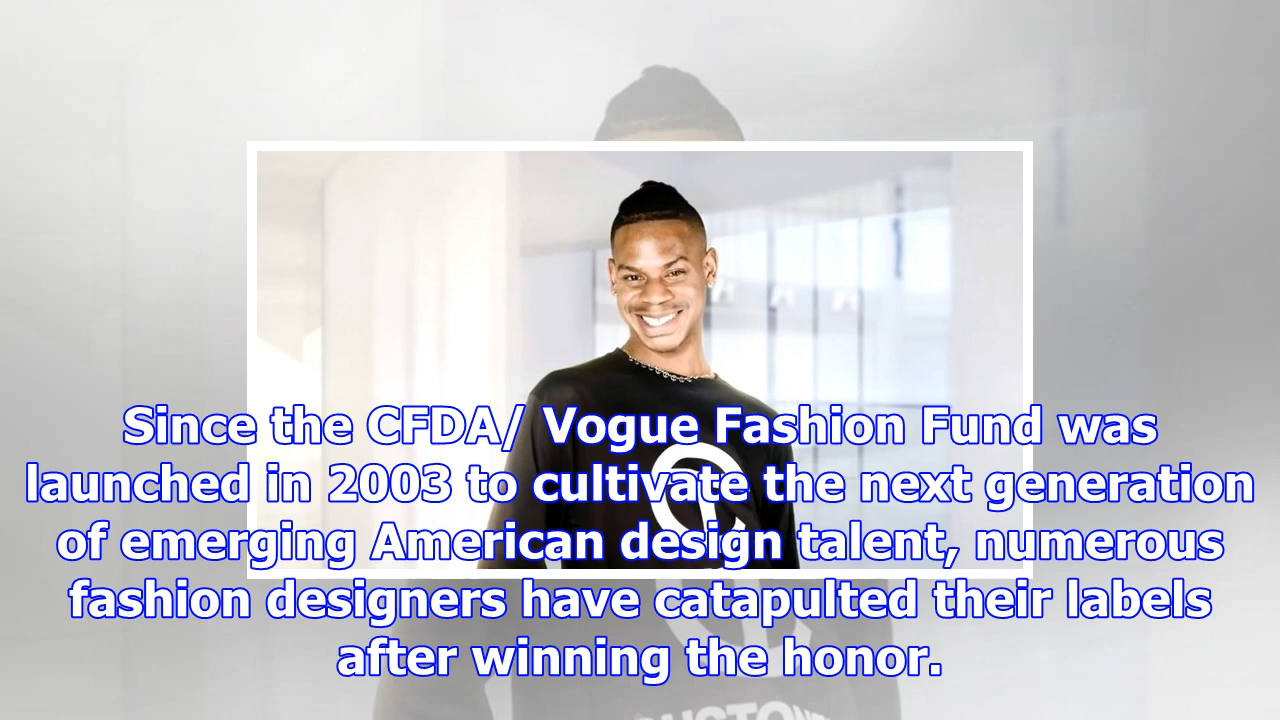 Since the CFDA/ Vogue Fashion Fund was
launched in 2003 to cultivate the next generation
of emerging American design talent, numerous
fashion designers have catapulted their labels
after winning the honor.